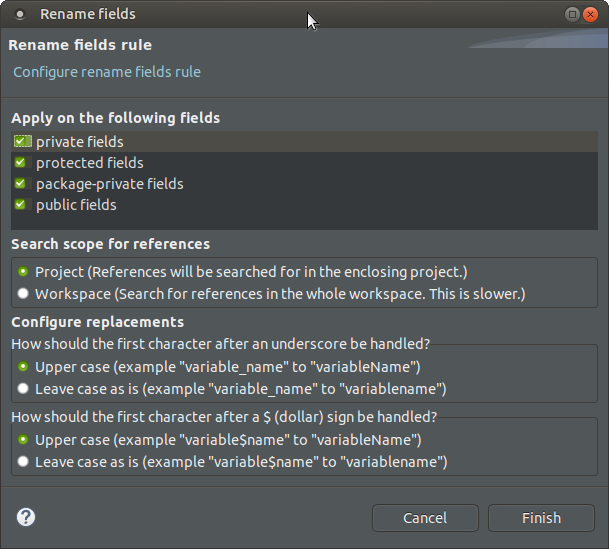 Rename fields
Rename fields rule
Configure rename fields rule
Apply on the following fields
private fields
protected fields
package-private fields
public fields
Search scope for references
Project (References will be searched for in the enclosing project.)
Workspace (Search for references in the whole workspace. This is slower.)
Configure replacements
How should the first character after an underscore be handled?
Upper case (example "variable_name" to "variableName")
Leave case as is (example "variable_name" to "variablename")
How should the first character after a $ (dollar) sign be handled?
Upper case (example "variable$name" to "variableName")
Leave case as is (example "variable$name" to "variablename")
?
Cancel
Finish